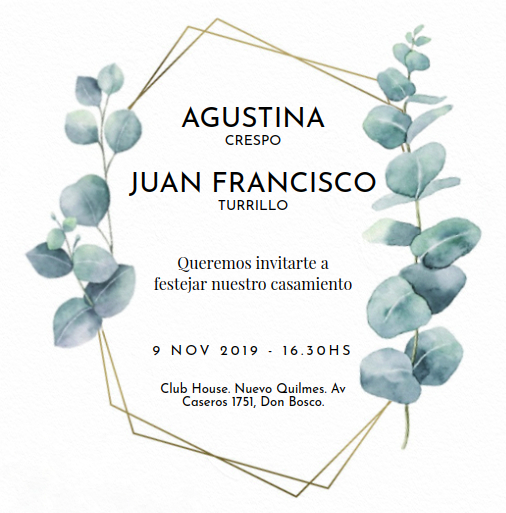 AGUSTINA
CRESPO
JUAN FRANCISCO
TURRILLO
Queremos invitarte a
festejar nuestro casamiento
9 NOV 2019 - 16.30HS
Club House. Nuevo Quilmes. Av
Caseros 1751, Don Bosco.